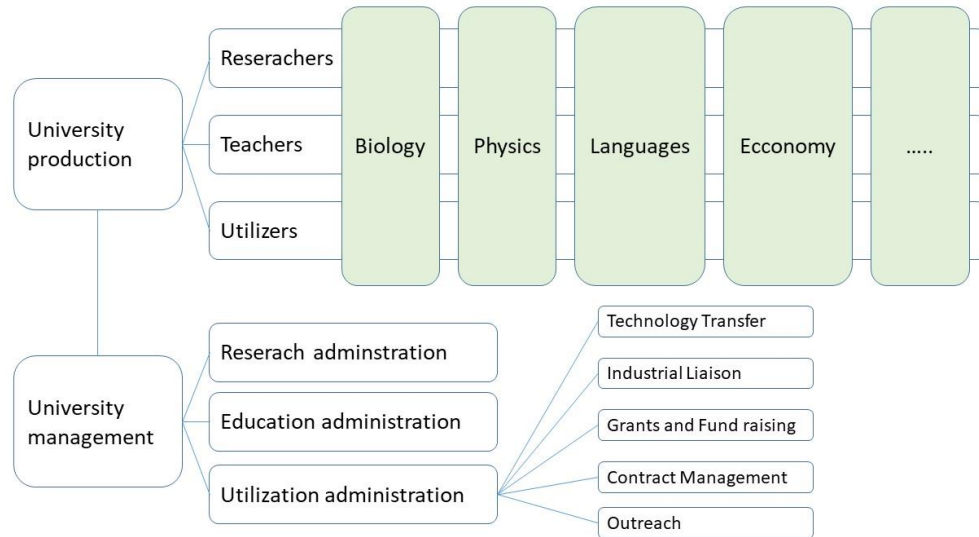 University
production
Reserachers
Teachers
Utilizers
Biology
Physics
Languages
Ecconomy
.....
University
management
Reserach adminstration
Education administration
Utilization administration
Technology Transfer
Industrial Liaison
Grants and Fund raising
Contract Management
Outreach